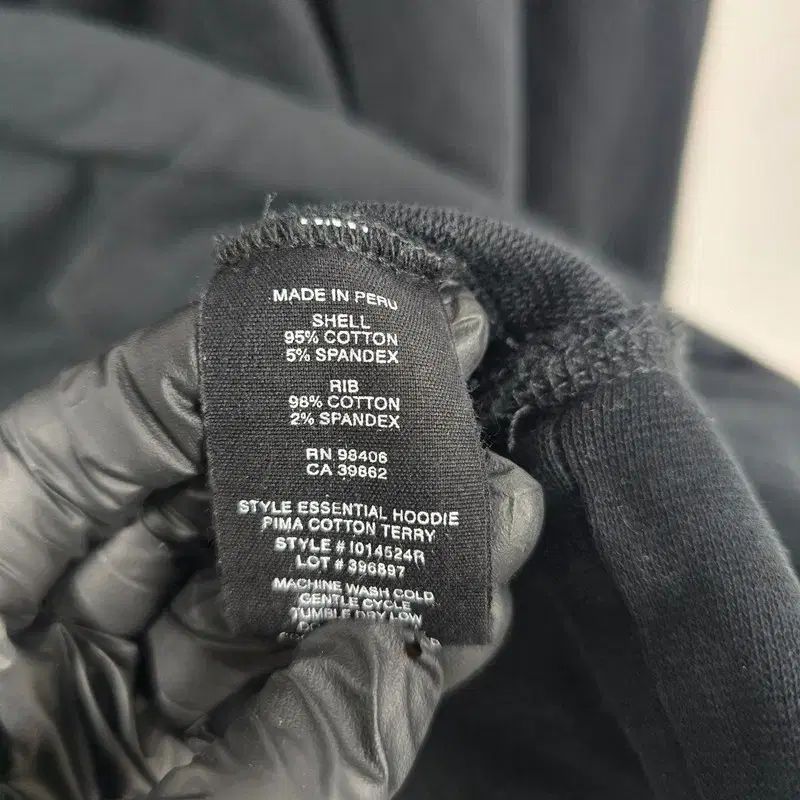 MADE IN PERU
SHELL
95% COTTON
5% SPANDEX
RIB
98% COTTON
2% SPANDEX
RN 98406
CA 39862
STYLE ESSENTIAL HOODIE
PIMA COTTON TERRY
STYLE # I014524R
LOT # 396897
MACHINE WASH COLD
GENTLE CYCLE
TUMBLE DRY LOW